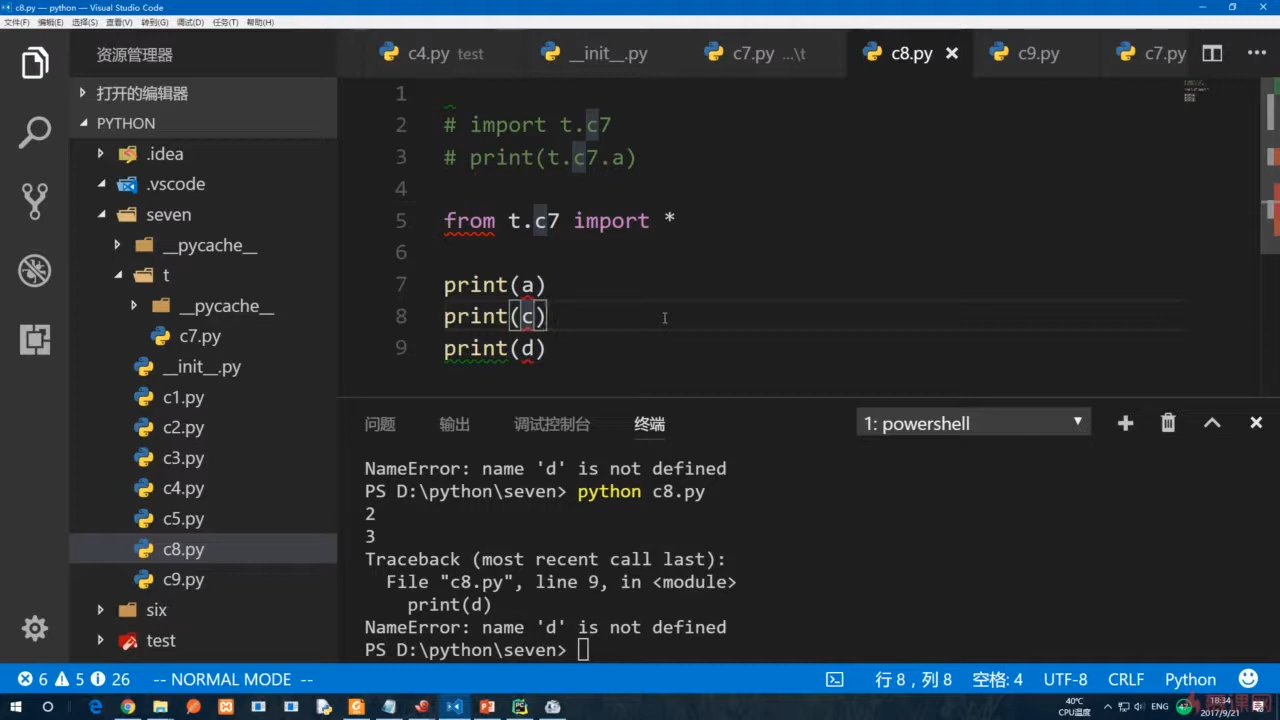 c8.py — python — Visual Studio Code
文件(F) 编辑(E) 选择(S) 查看(V) 转到(G) 调试(D) 任务(T) 帮助(H)
资源管理器
c4.py test __init__.py c7.py ...\t c8.py c9.py c7.py
打开的编辑器
PYTHON
.idea
.vscode
seven
__pycache__
t
__pycache__
c7.py
__init__.py
c1.py
c2.py
c3.py
c4.py
c5.py
c8.py
c9.py
six
test
1
2 # import t.c7
3 # print(t.c7.a)
4
5 from t.c7 import *
6
7 print(a)
8 print(c)
9 print(d)
问题 输出 调试控制台 终端 1: powershell
NameError: name 'd' is not defined
PS D:\python\seven> python c8.py
2
3
Traceback (most recent call last):
File "c8.py", line 9, in <module>
print(d)
NameError: name 'd' is not defined
PS D:\python\seven>
6 5 26 -- NORMAL MODE -- 行 8，列 8 空格: 4 UTF-8 CRLF Python
40℃
CPU温度
ENG
18:34
2017/9/21